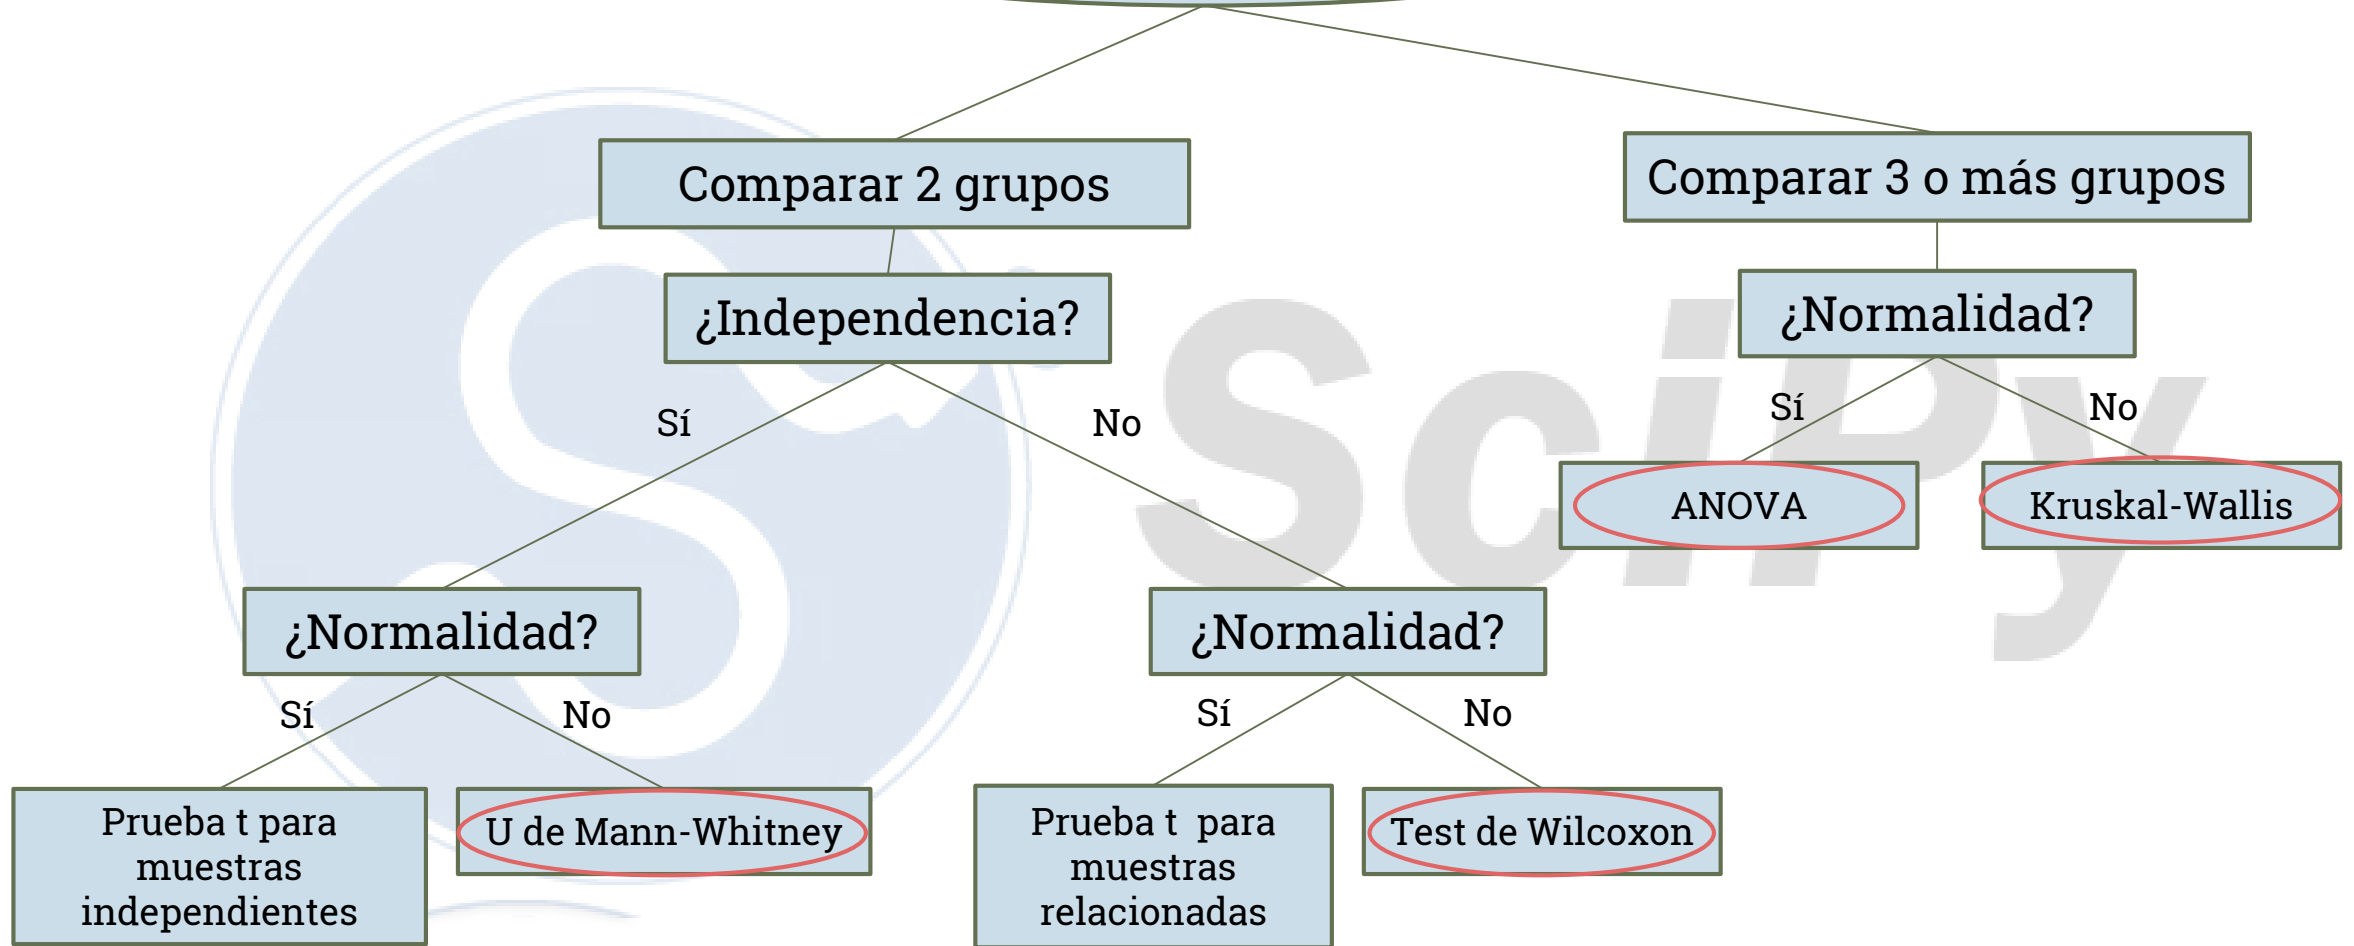 Comparar 2 grupos
Comparar 3 o más grupos
¿Independencia?
¿Normalidad?
Sí
No
Sí
No
SciPy
ANOVA
Kruskal-Wallis
¿Normalidad?
¿Normalidad?
Sí
No
Sí
No
Prueba t para
muestras
independientes
U de Mann-Whitney
Prueba t para
muestras
relacionadas
Test de Wilcoxon